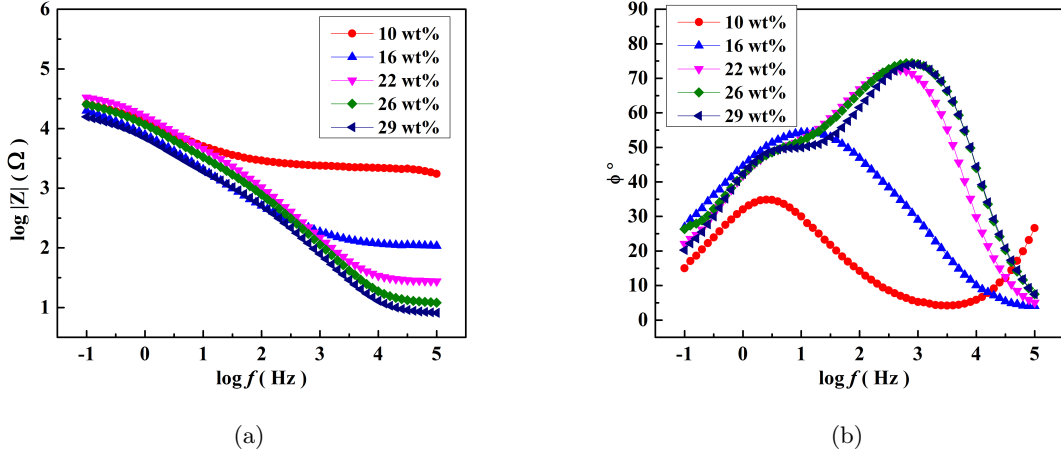 6
5
4
3
2
1
log |Z| ( Ω )
-1 0 1 2 3 4 5
log f ( Hz )
10 wt%
16 wt%
22 wt%
26 wt%
29 wt%
(a)
90
80
70
60
50
40
30
20
10
0
ϕ °
-1 0 1 2 3 4 5
log f ( Hz )
10 wt%
16 wt%
22 wt%
26 wt%
29 wt%
(b)